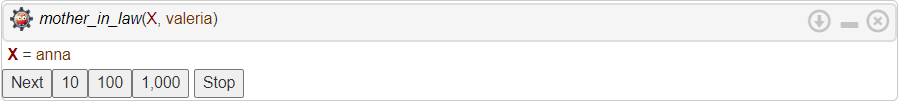 mother_in_law(X, valeria)
X = anna
Next 10 100 1,000 Stop